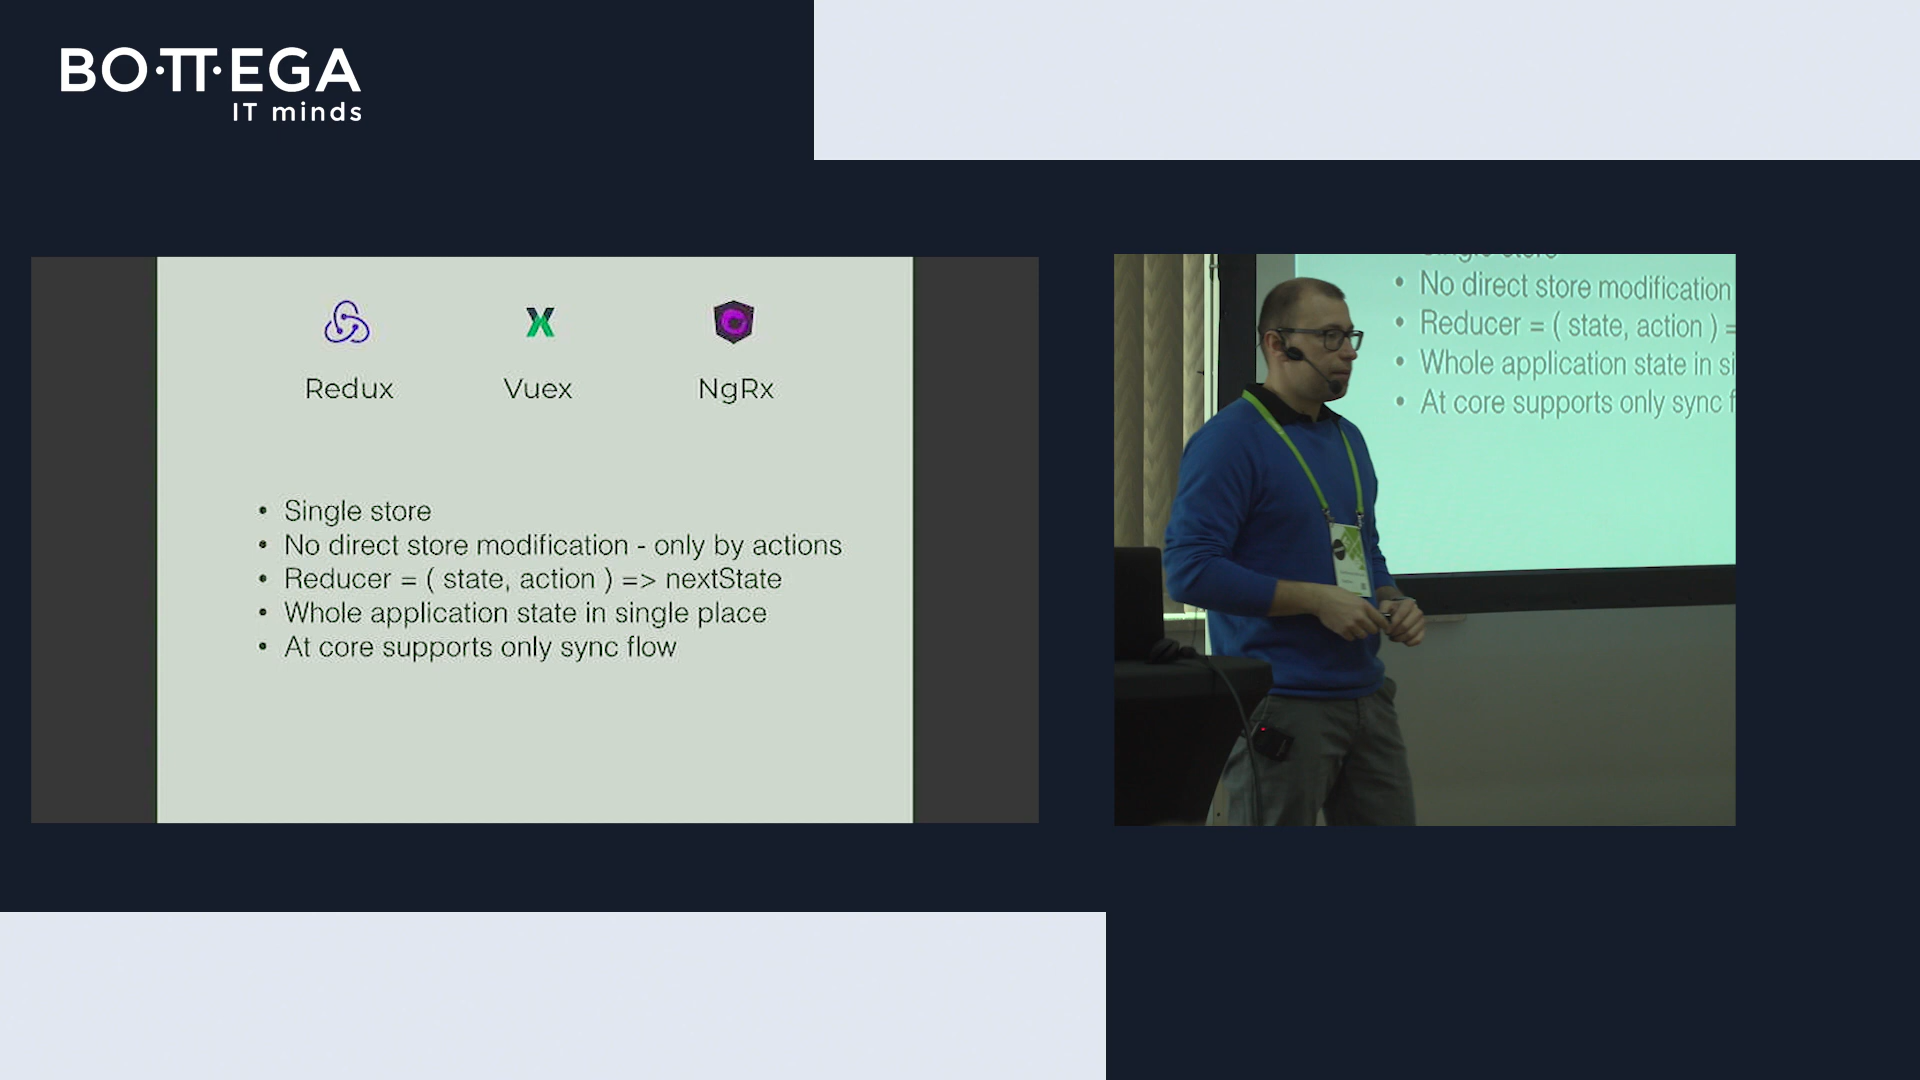 BO·TT·EGA
IT minds
Redux
Vuex
NgRx
• Single store
• No direct store modification - only by actions
• Reducer = ( state, action ) => nextState
• Whole application state in single place
• At core supports only sync flow
Single store
• No direct store modification
• Reducer = ( state, action ) =
• Whole application state in si
• At core supports only sync f